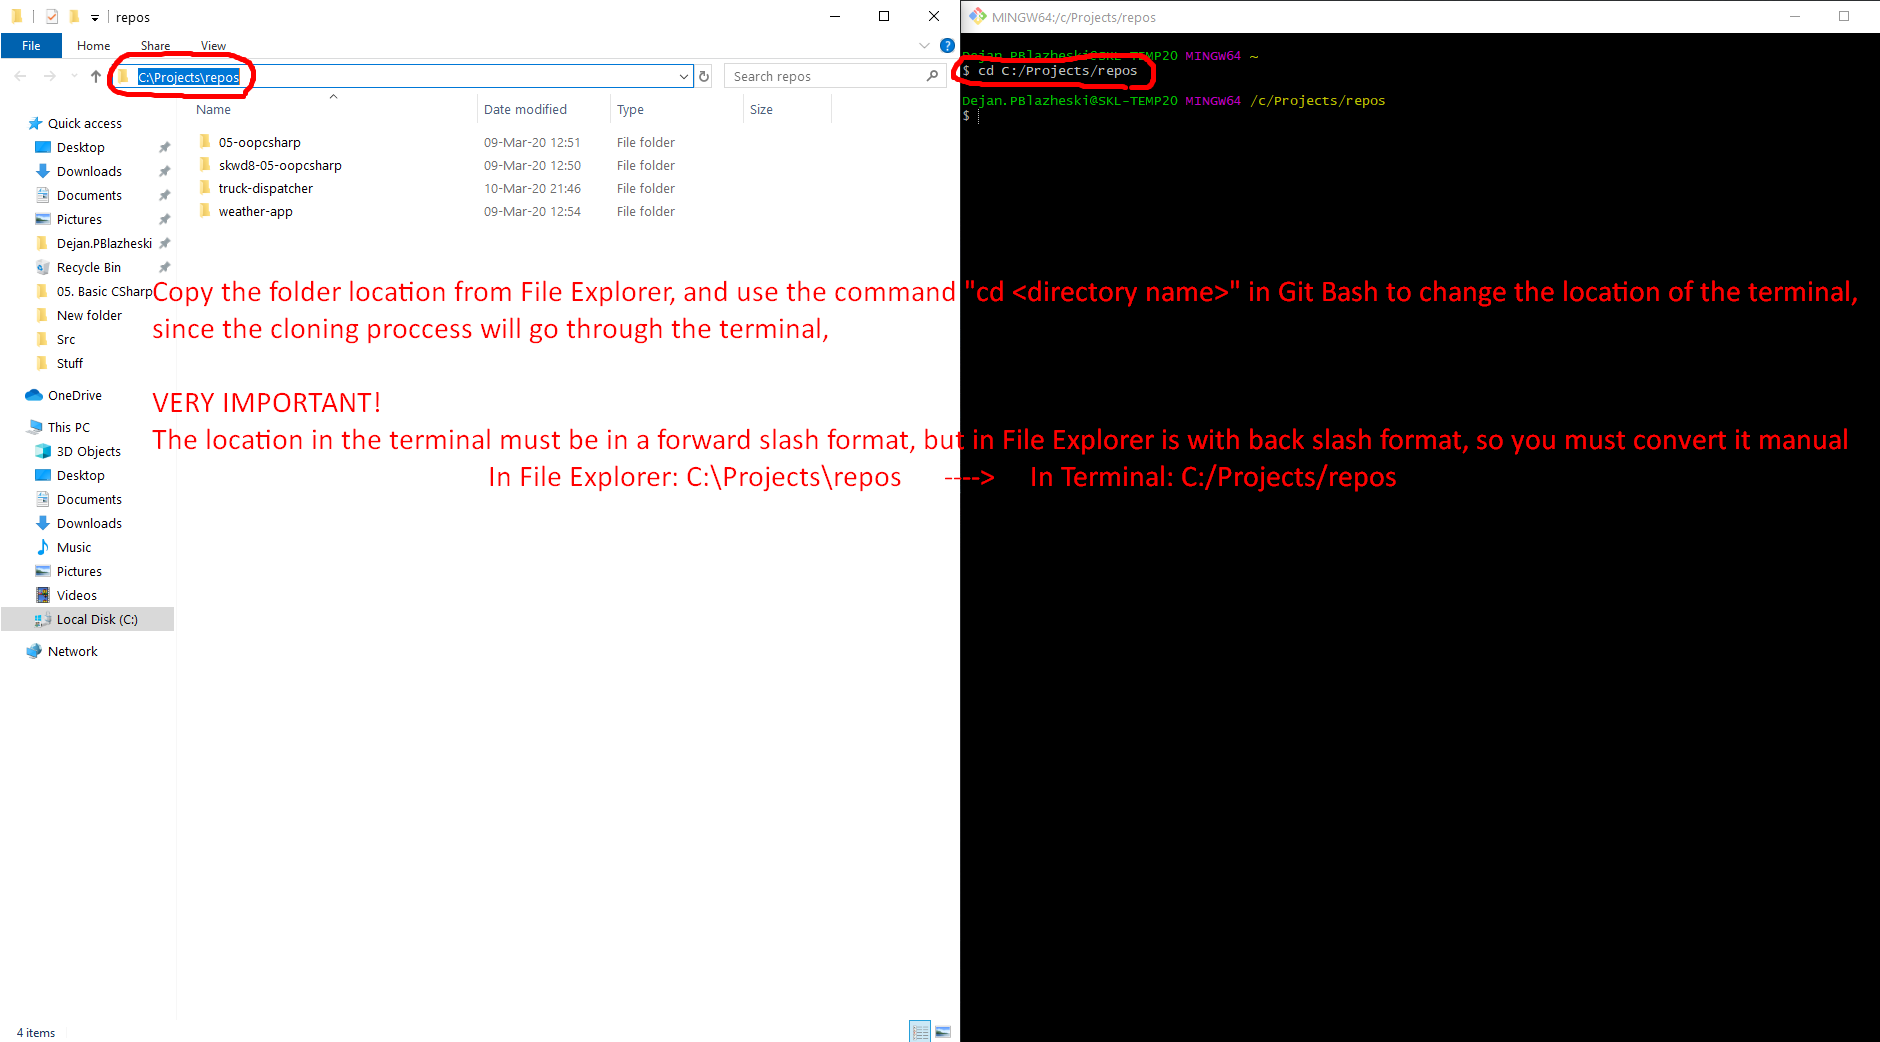 repos
File Home Share View
C:\Projects\repos
Search repos
Name Date modified Type Size
Quick access
Desktop
Downloads
Documents
Pictures
Dejan.PBlazheski
Recycle Bin
05. Basic CSharp
New folder
Src
Stuff
OneDrive
This PC
3D Objects
Desktop
Documents
Downloads
Music
Pictures
Videos
Local Disk (C:)
Network
05-oopcsharp 09-Mar-20 12:51 File folder
skwd8-05-oopcsharp 09-Mar-20 12:50 File folder
truck-dispatcher 10-Mar-20 21:46 File folder
weather-app 09-Mar-20 12:54 File folder
4 items
MINGW64:/c/Projects/repos
Dejan.PBlazheski@SKL-TEMP20 MINGW64 ~
$ cd C:/Projects/repos
Dejan.PBlazheski@SKL-TEMP20 MINGW64 /c/Projects/repos
$
Copy the folder location from File Explorer, and use the command "cd <directory name>" in Git Bash to change the location of the terminal,
since the cloning proccess will go through the terminal,
VERY IMPORTANT!
The location in the terminal must be in a forward slash format, but in File Explorer is with back slash format, so you must convert it manual
In File Explorer: C:\Projects\repos ----> In Terminal: C:/Projects/repos